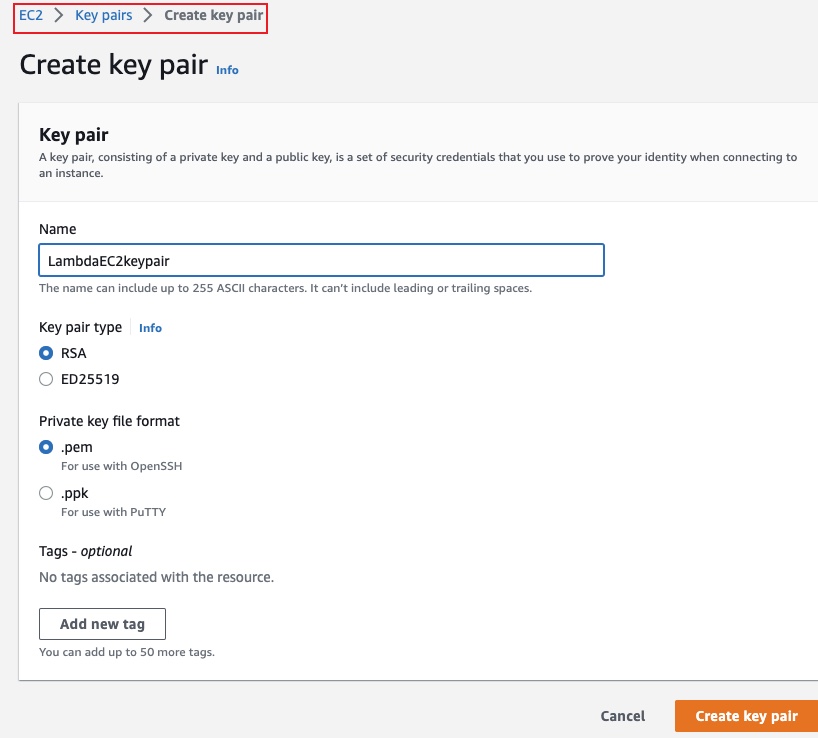 EC2 > Key pairs > Create key pair
Create key pair Info
Key pair
A key pair, consisting of a private key and a public key, is a set of security credentials that you use to prove your identity when connecting to
an instance.
Name
LambdaEC2keypair
The name can include up to 255 ASCII characters. It can't include leading or trailing spaces.
Key pair type Info
RSA
ED25519
Private key file format
.pem
For use with OpenSSH
.ppk
For use with PuTTY
Tags - optional
No tags associated with the resource.
Add new tag
You can add up to 50 more tags.
Cancel Create key pair